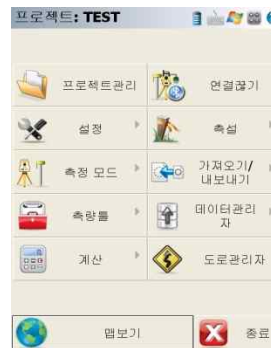 프로젝트: TEST
프로젝트관리
연결끊기
설정
측설
측정 모드
가져오기/
내보내기
측량툴
데이터관리
자
계산
도로관리자
맵보기
종료